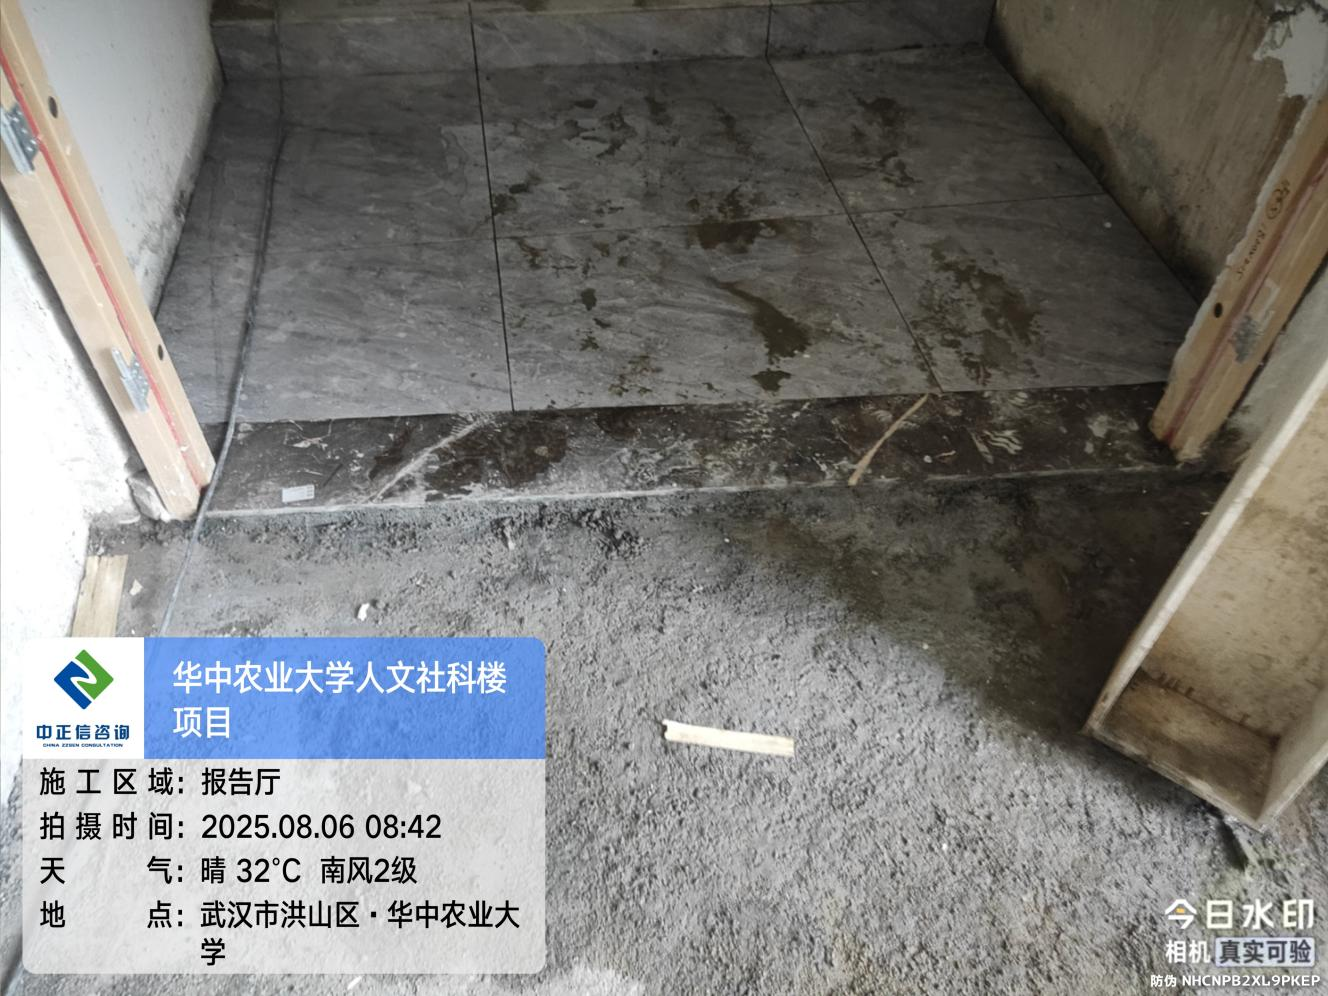 华中农业大学人文社科楼
项目
中正信咨询
CHINA ZZSEN CONSULTATION
施工区域：报告厅
拍摄时间：2025.08.06 08:42
天气：晴 32°C 南风2级
地点：武汉市洪山区·华中农业大
学
今日水印
相机 真实可验
防伪 NHCNPB2XL9PKEP